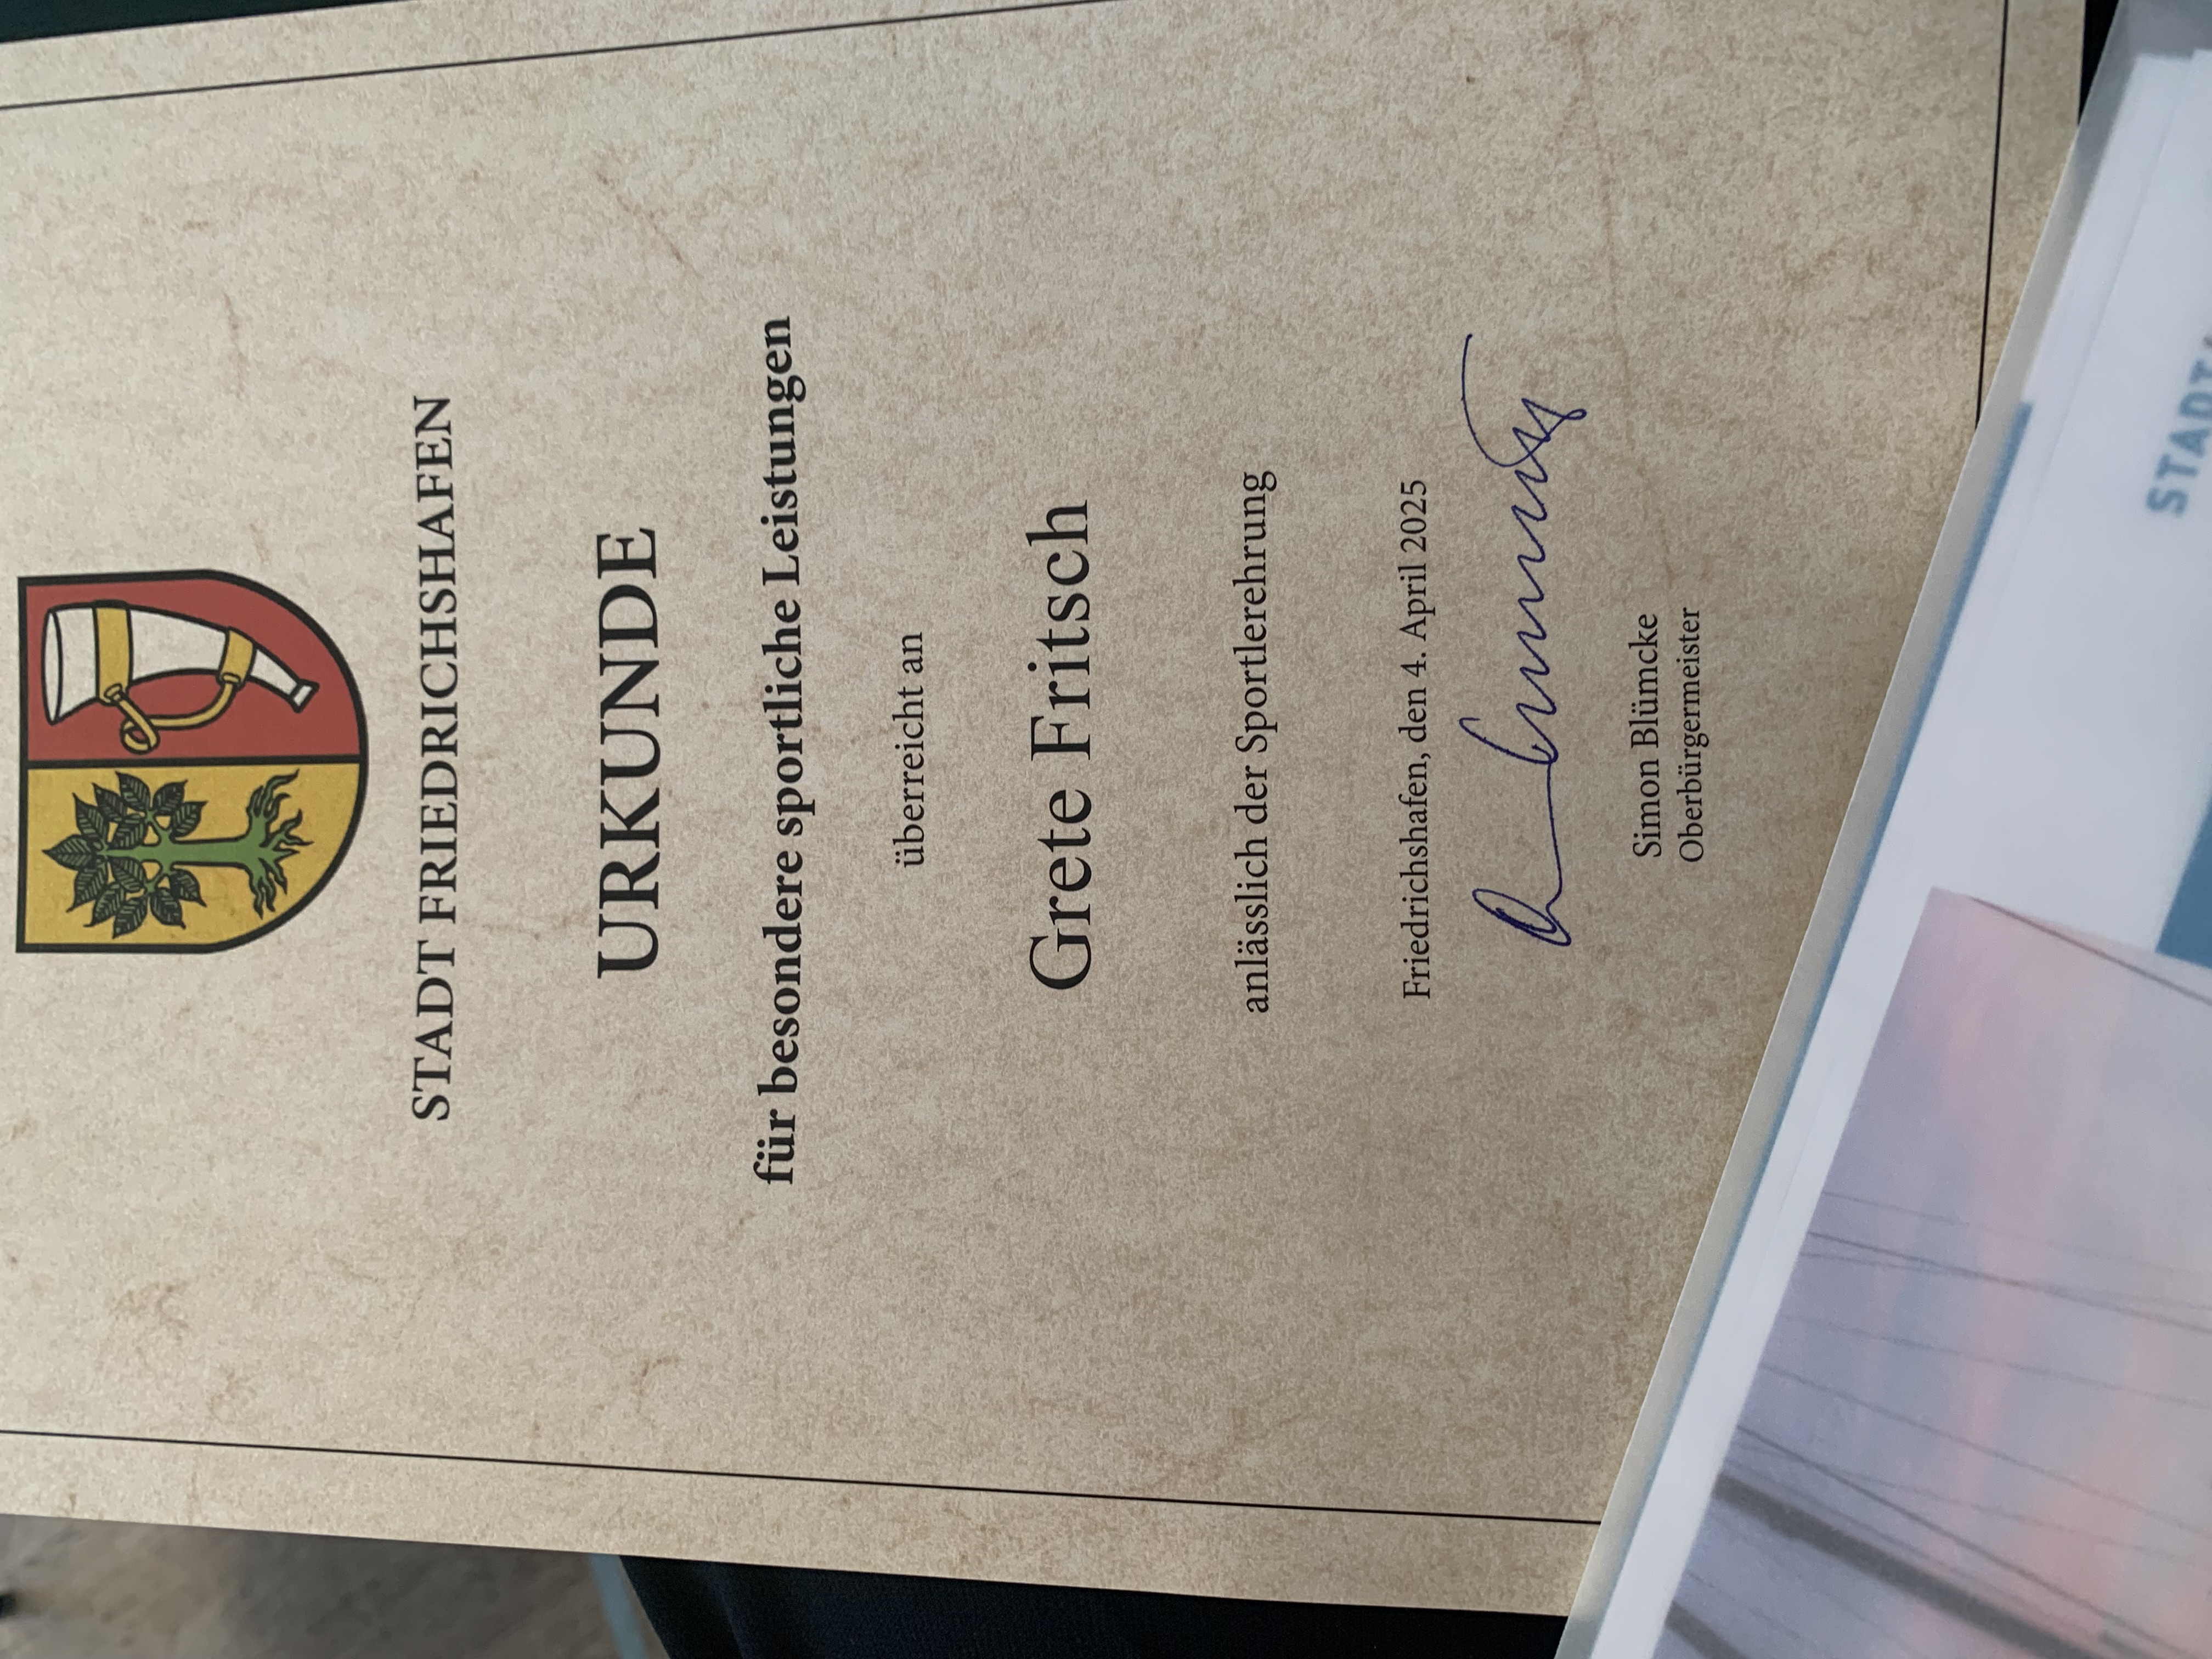 STADT FRIEDRICHSHAFEN
URKUNDE
für besondere sportliche Leistungen
überreicht an
Grete Fritsch
anlässlich der Sportlerehrung
Friedrichshafen, den 4. April 2025
Simon Blümcke
Oberbürgermeister